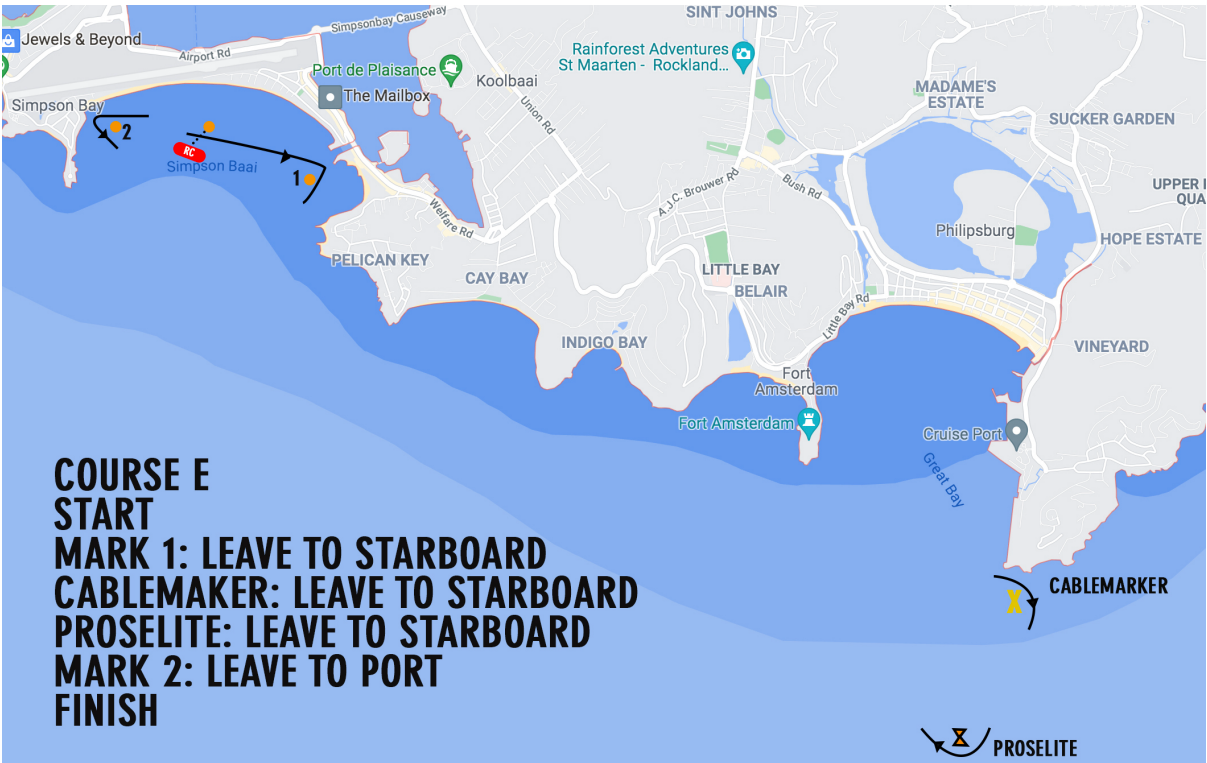 SINT JOHNS
Simpsonbay Causeway
Jewels & Beyond
Airport Rd
Rainforest Adventures
St Maarten - Rockland...
Port de Plaisance
Koolbaai
The Mailbox
Union Rd
MADAME'S
ESTATE
Simpson Bay
SUCKER GARDEN
2
RC
Simpson Baai
1
A.J.C. Brouwer Rd
Bush Rd
UPPER
QUA
Welfare Rd
Philipsburg
HOPE ESTATE
PELICAN KEY
CAY BAY
LITTLE BAY
BELAIR
Little Bay Rd
INDIGO BAY
VINEYARD
Fort
Amsterdam
Fort Amsterdam
Cruise Port
Great Bay
COURSE E
START
MARK 1: LEAVE TO STARBOARD
CABLEMAKER: LEAVE TO STARBOARD
PROSELITE: LEAVE TO STARBOARD
MARK 2: LEAVE TO PORT
FINISH
X
CABLEMARKER
PROSELITE